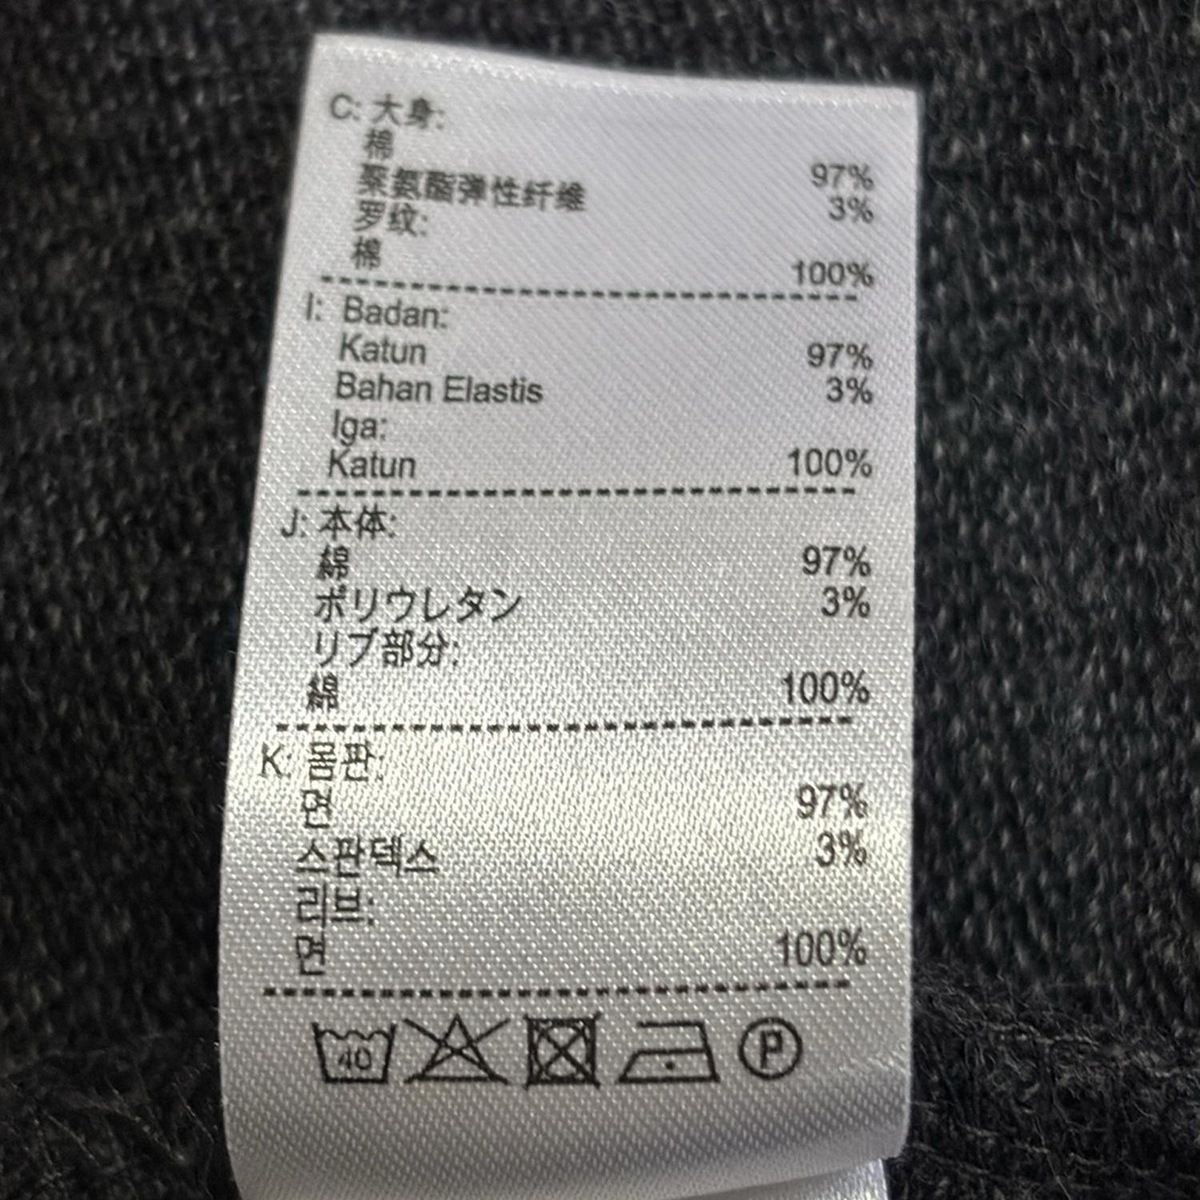 C: 大身:
棉 97%
聚氨酯弹性纤维 3%
罗纹:
棉 100%
I: Badan:
Katun 97%
Bahan Elastis 3%
Iga:
Katun 100%
J: 本体:
綿 97%
ポリウレタン 3%
リブ部分:
綿 100%
K: 몸판:
면 97%
스판덱스 3%
리브:
면 100%
40 P